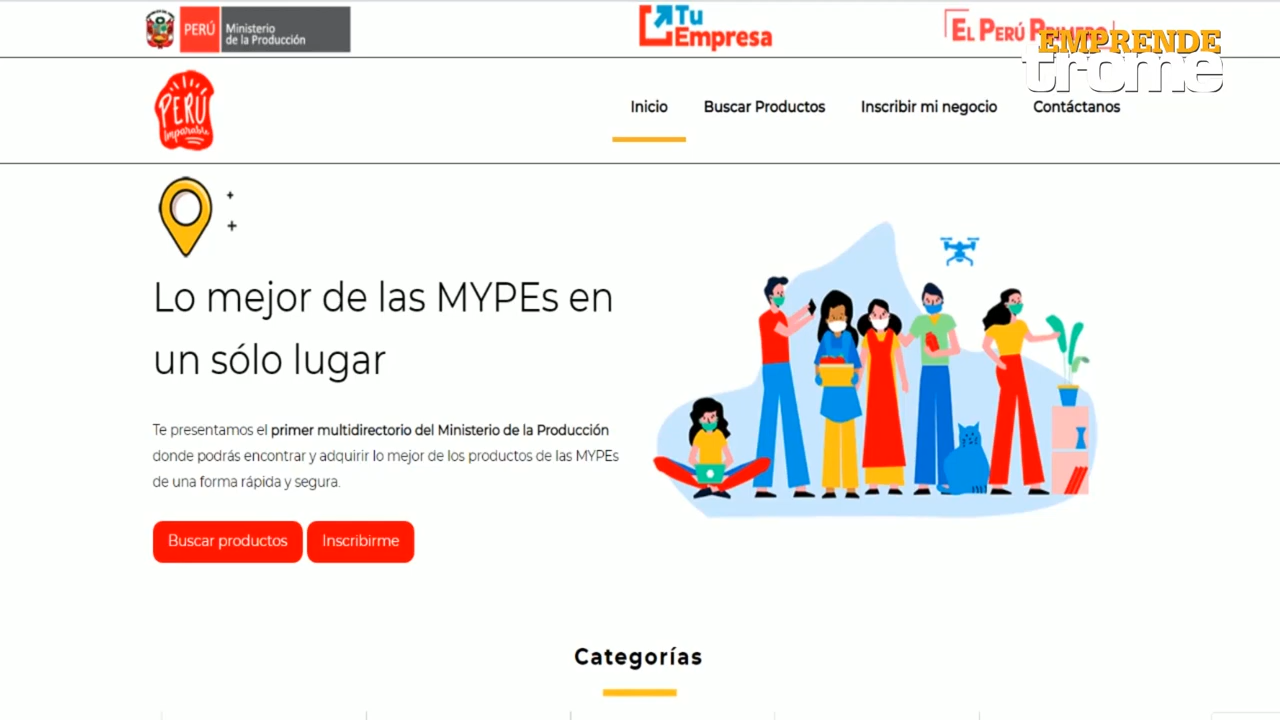 PERÚ
Ministerio
de la Producción
Tu
Empresa
EL PERÚ PRIMERO
EMPRENDE
trome
PERÚ
Imparable
Inicio
Buscar Productos
Inscribir mi negocio
Contáctanos
Lo mejor de las MYPEs en
un sólo lugar
Te presentamos el primer multidirectorio del Ministerio de la Producción
donde podrás encontrar y adquirir lo mejor de los productos de las MYPEs
de una forma rápida y segura.
Buscar productos
Inscribirme
Categorías